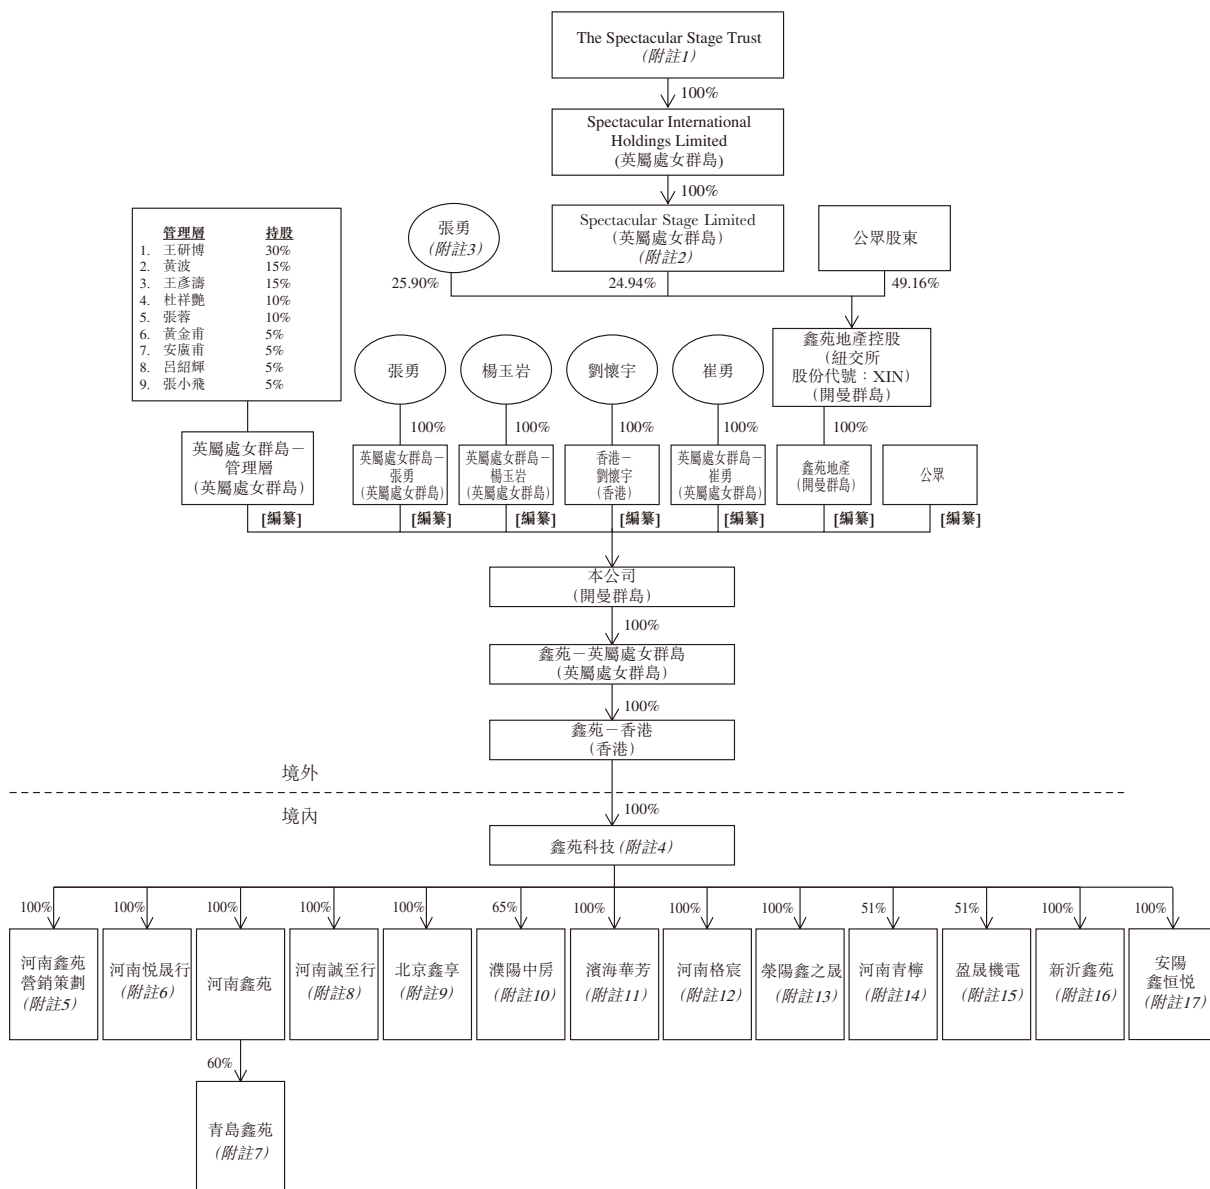 The Spectacular Stage Trust
(附註1)
100%
Spectacular International
Holdings Limited
(英屬處女群島)
100%
管理層 持股
1. 王研博 30%
2. 黃波 15%
3. 王彥濤 15%
4. 杜祥艷 10%
5. 張蓉 10%
6. 黃金甫 5%
7. 安廣甫 5%
8. 呂紹輝 5%
9. 張小飛 5%
張勇
(附註3)
Spectacular Stage Limited
(英屬處女群島)
(附註2)
公眾股東
25.90%
24.94%
49.16%
張勇
楊玉岩
劉懷宇
崔勇
鑫苑地產控股
(紐交所
股份代號：XIN)
(開曼群島)
100%
100%
100%
100%
100%
英屬處女群島－
管理層
(英屬處女群島)
英屬處女群島－
張勇
(英屬處女群島)
英屬處女群島－
楊玉岩
(英屬處女群島)
香港－
劉懷宇
(香港)
英屬處女群島－
崔勇
(英屬處女群島)
鑫苑地產
(開曼群島)
公眾
[編纂]
[編纂]
[編纂]
[編纂]
[編纂]
[編纂]
[編纂]
本公司
(開曼群島)
100%
鑫苑－英屬處女群島
(英屬處女群島)
100%
鑫苑－香港
(香港)
境外
境內
100%
鑫苑科技(附註4)
100%
100%
100%
100%
100%
65%
100%
100%
100%
51%
51%
100%
100%
河南鑫苑
營銷策劃
(附註5)
河南悅晟行
(附註6)
河南鑫苑
河南誠至行
(附註8)
北京鑫享
(附註9)
濮陽中房
(附註10)
濱海華芳
(附註11)
河南格宸
(附註12)
滎陽鑫之晟
(附註13)
河南青檸
(附註14)
盈晟機電
(附註15)
新沂鑫苑
(附註16)
安陽
鑫恒悅
(附註17)
60%
青島鑫苑
(附註7)